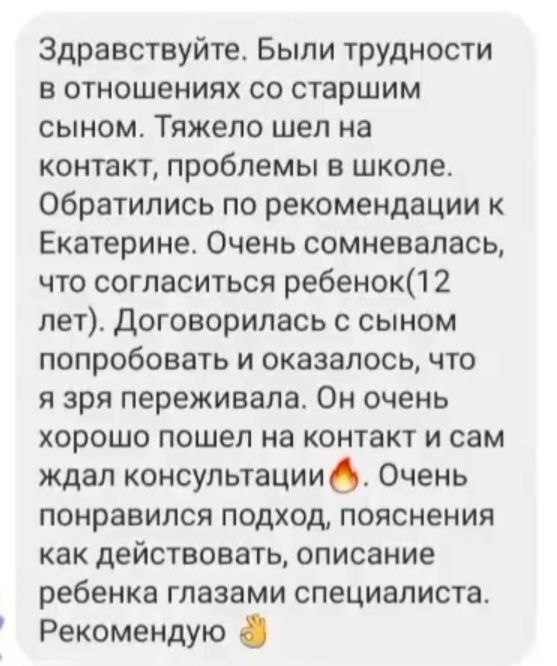 Здравствуйте. Были трудности
в отношениях со старшим
сыном. Тяжело шел на
контакт, проблемы в школе.
Обратились по рекомендации к
Екатерине. Очень сомневалась,
что согласиться ребенок(12
лет). Договорилась с сыном
попробовать и оказалось, что
я зря переживала. Он очень
хорошо пошел на контакт и сам
ждал консультации🔥. Очень
понравился подход, пояснения
как действовать, описание
ребенка глазами специалиста.
Рекомендую 👌